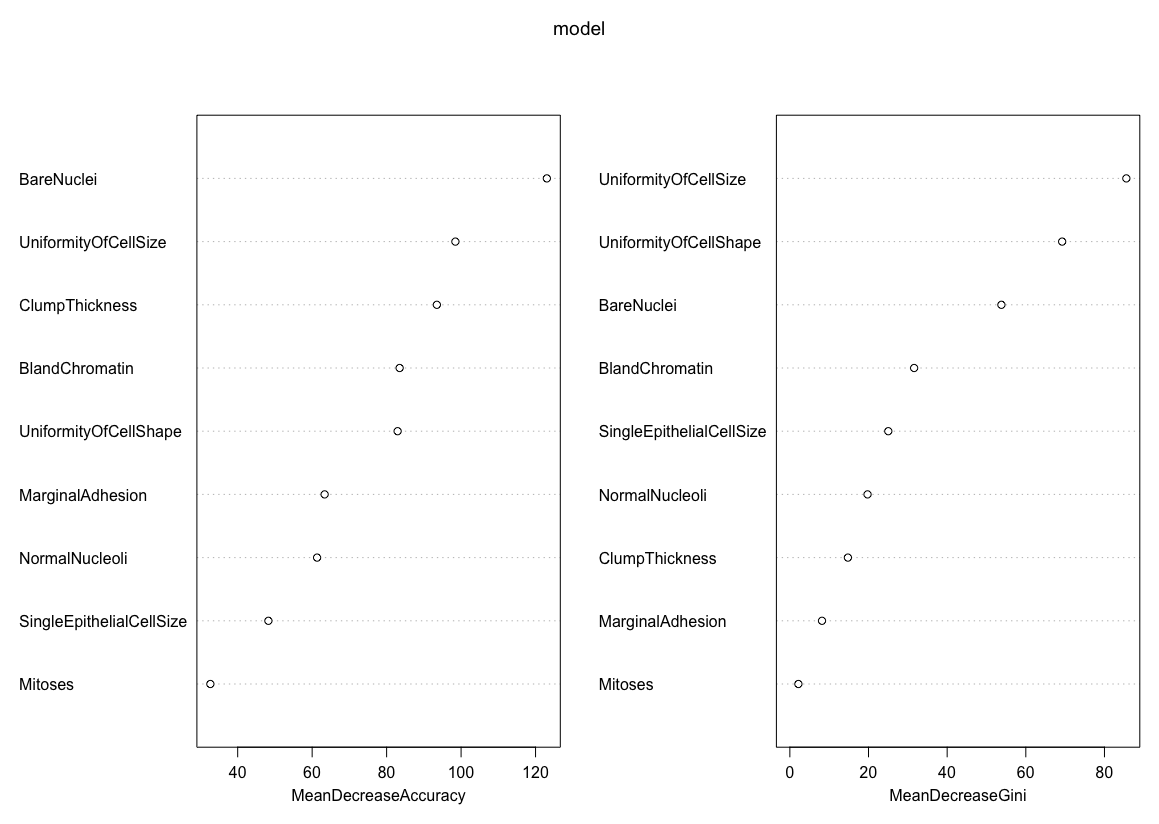 model
BareNuclei
UniformityOfCellSize
ClumpThickness
BlandChromatin
UniformityOfCellShape
MarginalAdhesion
NormalNucleoli
SingleEpithelialCellSize
Mitoses
40 60 80 100 120
MeanDecreaseAccuracy
UniformityOfCellSize
UniformityOfCellShape
BareNuclei
BlandChromatin
SingleEpithelialCellSize
NormalNucleoli
ClumpThickness
MarginalAdhesion
Mitoses
0 20 40 60 80
MeanDecreaseGini